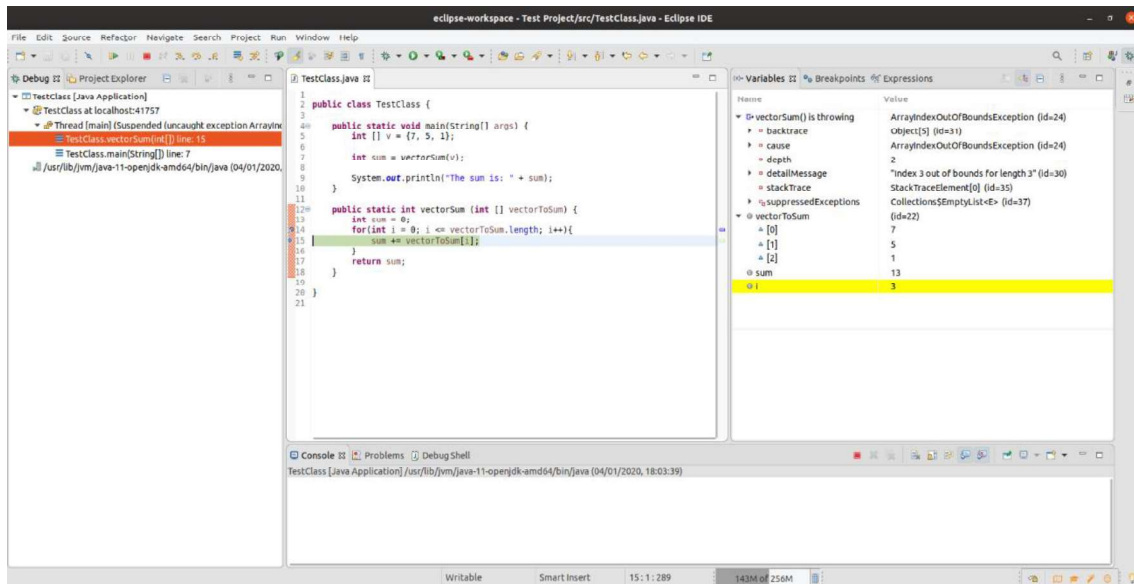 eclipse-workspace - Test Project/src/TestClass.java - Eclipse IDE
File Edit Source Refactor Navigate Search Project Run Window Help
Debug Project Explorer
TestClass [Java Application]
TestClass at localhost:41757
Thread [main] (Suspended (uncaught exception ArrayIn
TestClass.vectorSum(int[]) line: 15
TestClass.main(String[]) line: 7
/usr/lib/jvm/java-11-openjdk-amd64/bin/java (04/01/2020,
TestClass.java
1
2 public class TestClass {
3
4 public static void main(String[] args) {
5 int [] v = {7, 5, 1};
6
7 int sum = vectorSum(v);
8
9 System.out.println("The sum is: " + sum);
10 }
11
12 public static int vectorSum (int [] vectorToSum) {
13 int sum = 0;
14 for(int i = 0; i <= vectorToSum.length; i++){
15 sum += vectorToSum[i];
16 }
17 return sum;
18 }
19
20 }
21
Variables Breakpoints Expressions
Name Value
vectorSum() is throwing ArrayIndexOutOfBoundsException (id=24)
backtrace Object[5] (id=31)
cause ArrayIndexOutOfBoundsException (id=24)
depth 2
detailMessage "Index 3 out of bounds for length 3" (id=30)
stackTrace StackTraceElement[0] (id=35)
suppressedExceptions Collections$EmptyList<E> (id=37)
vectorToSum (id=22)
[0] 7
[1] 5
[2] 1
sum 13
i 3
Console Problems Debug Shell
TestClass [Java Application] /usr/lib/jvm/java-11-openjdk-amd64/bin/java (04/01/2020, 18:03:39)
Writable Smart Insert 15:1:289 143M of 256M